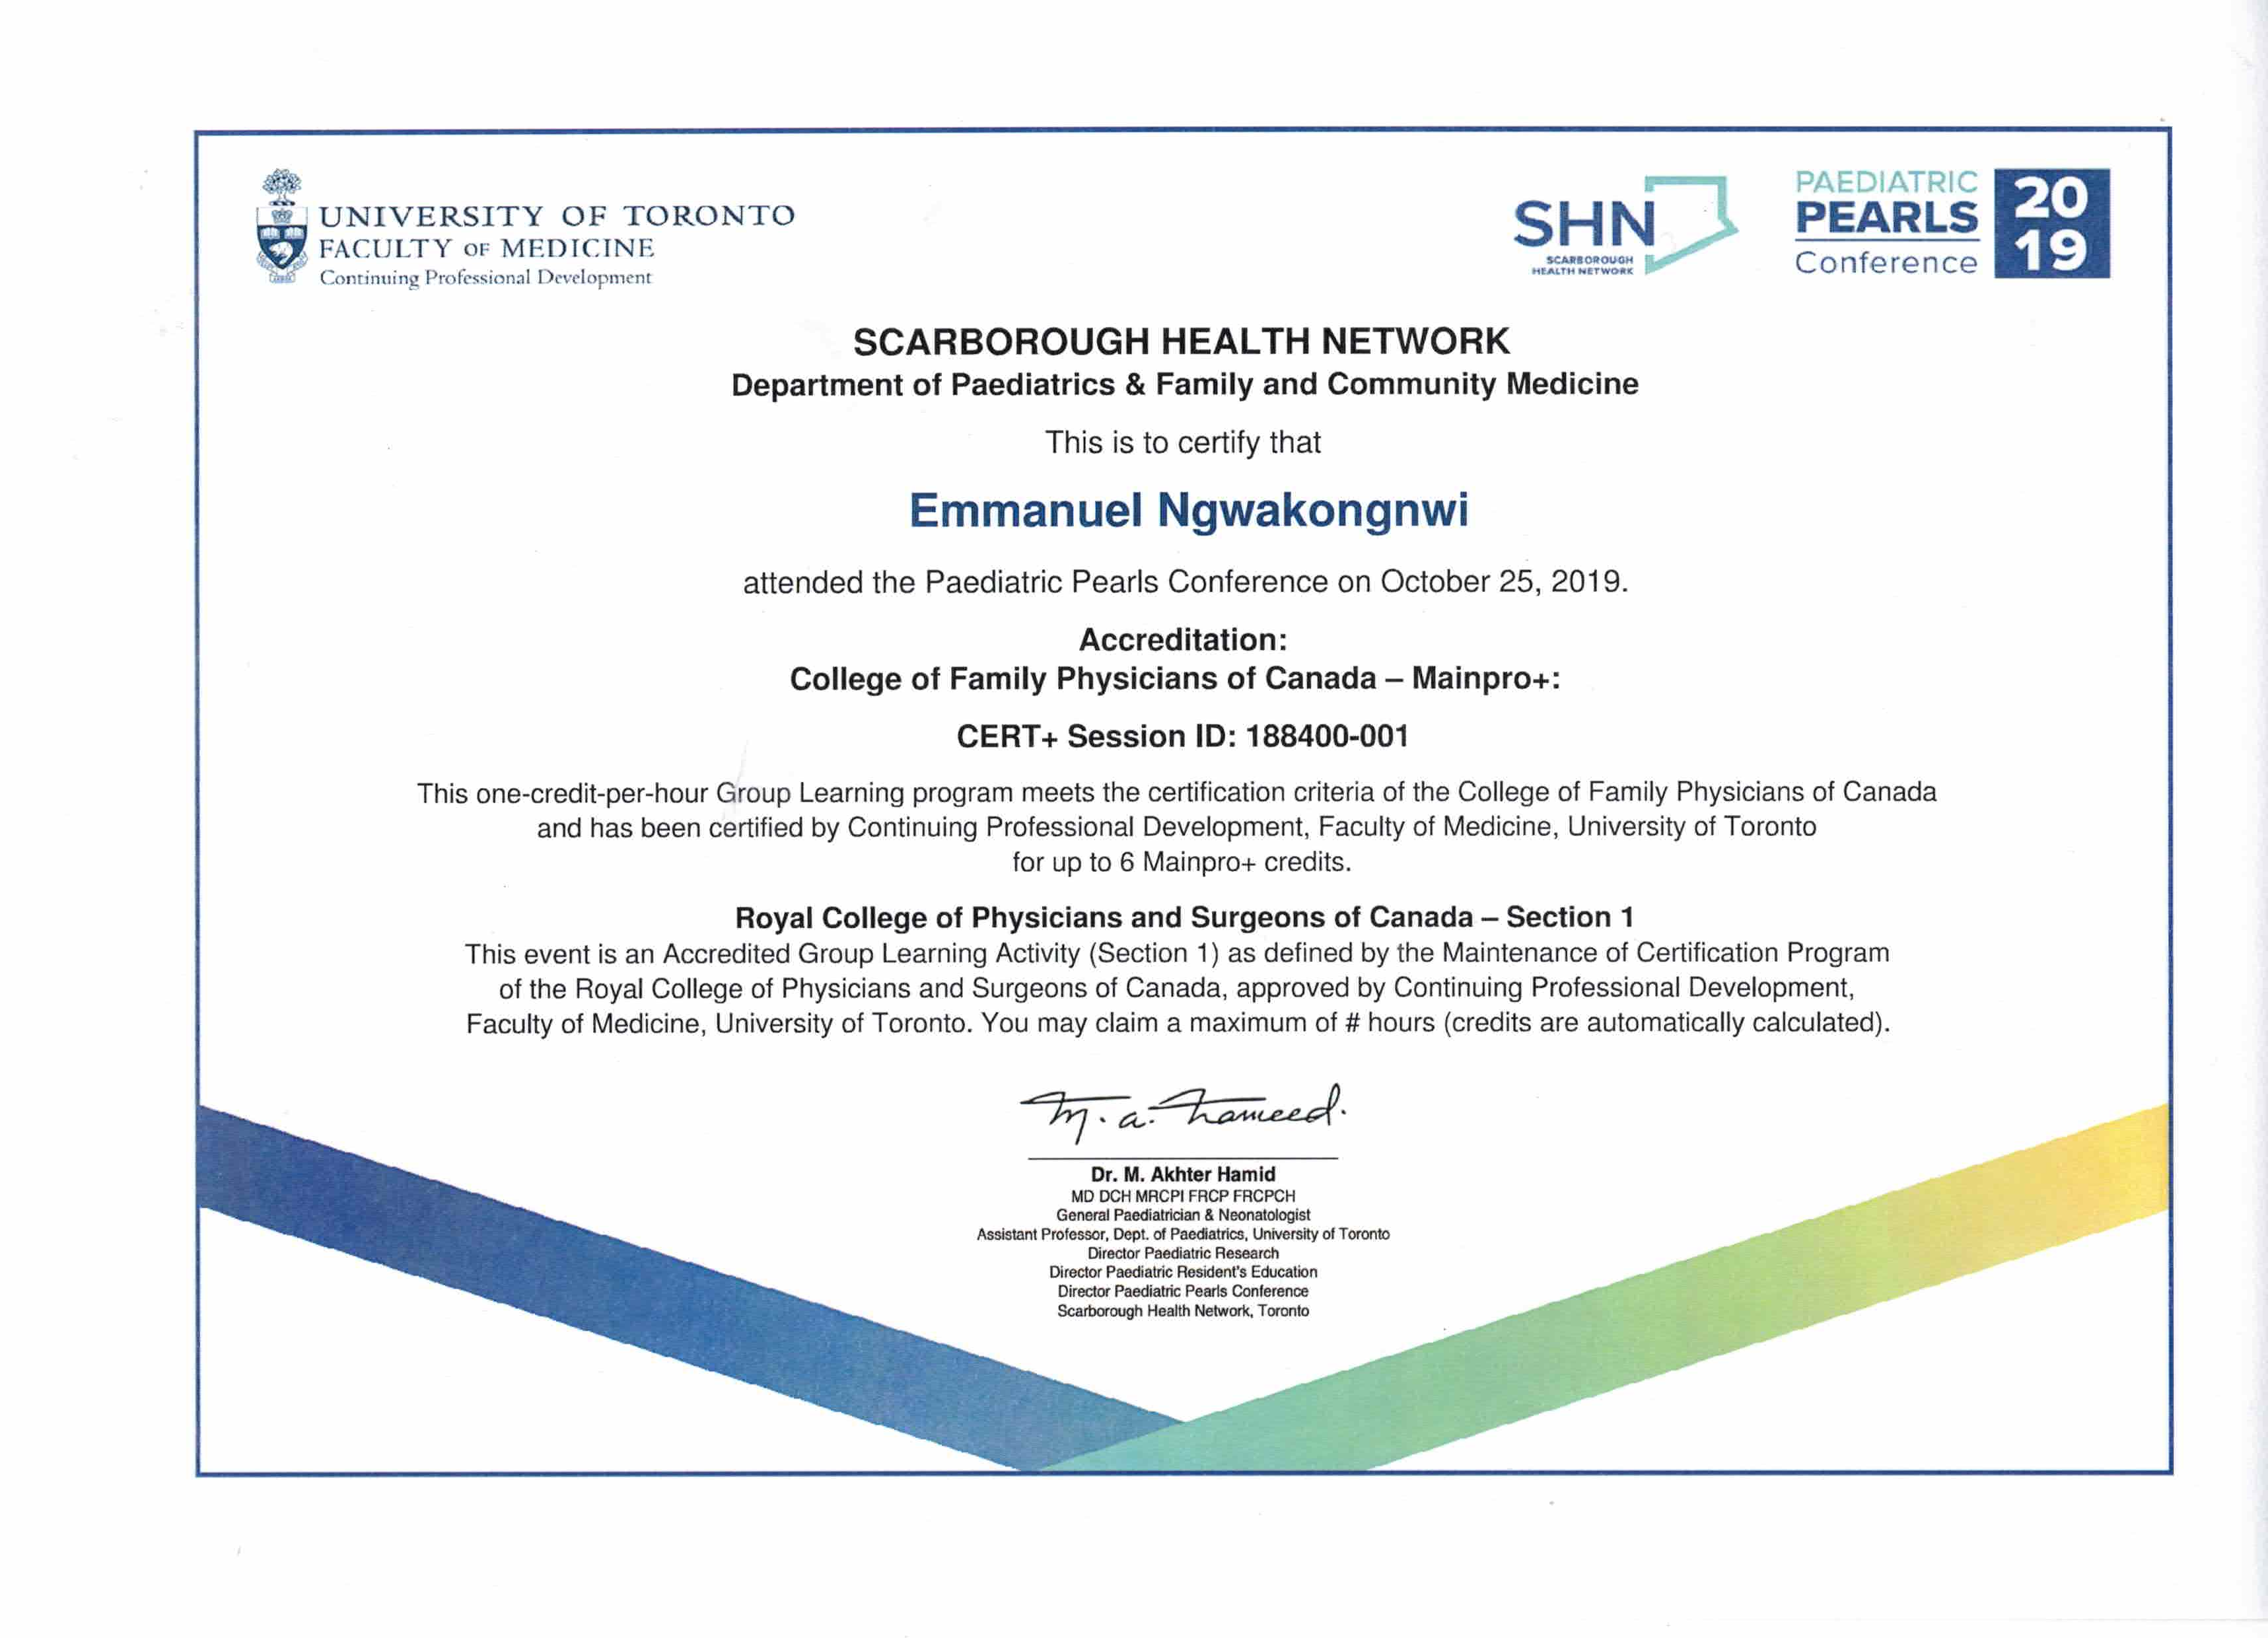 UNIVERSITY OF TORONTO
FACULTY OF MEDICINE
Continuing Professional Development
SHN
SCARBOROUGH
HEALTH NETWORK
PAEDIATRIC
PEARLS
Conference
20
19
SCARBOROUGH HEALTH NETWORK
Department of Paediatrics & Family and Community Medicine
This is to certify that
Emmanuel Ngwakongnwi
attended the Paediatric Pearls Conference on October 25, 2019.
Accreditation:
College of Family Physicians of Canada – Mainpro+:
CERT+ Session ID: 188400-001
This one-credit-per-hour Group Learning program meets the certification criteria of the College of Family Physicians of Canada
and has been certified by Continuing Professional Development, Faculty of Medicine, University of Toronto
for up to 6 Mainpro+ credits.
Royal College of Physicians and Surgeons of Canada – Section 1
This event is an Accredited Group Learning Activity (Section 1) as defined by the Maintenance of Certification Program
of the Royal College of Physicians and Surgeons of Canada, approved by Continuing Professional Development,
Faculty of Medicine, University of Toronto. You may claim a maximum of # hours (credits are automatically calculated).
M. a. Hameed.
Dr. M. Akhter Hamid
MD DCH MRCPI FRCP FRCPCH
General Paediatrician & Neonatologist
Assistant Professor, Dept. of Paediatrics, University of Toronto
Director Paediatric Research
Director Paediatric Resident's Education
Director Paediatric Pearls Conference
Scarborough Health Network, Toronto